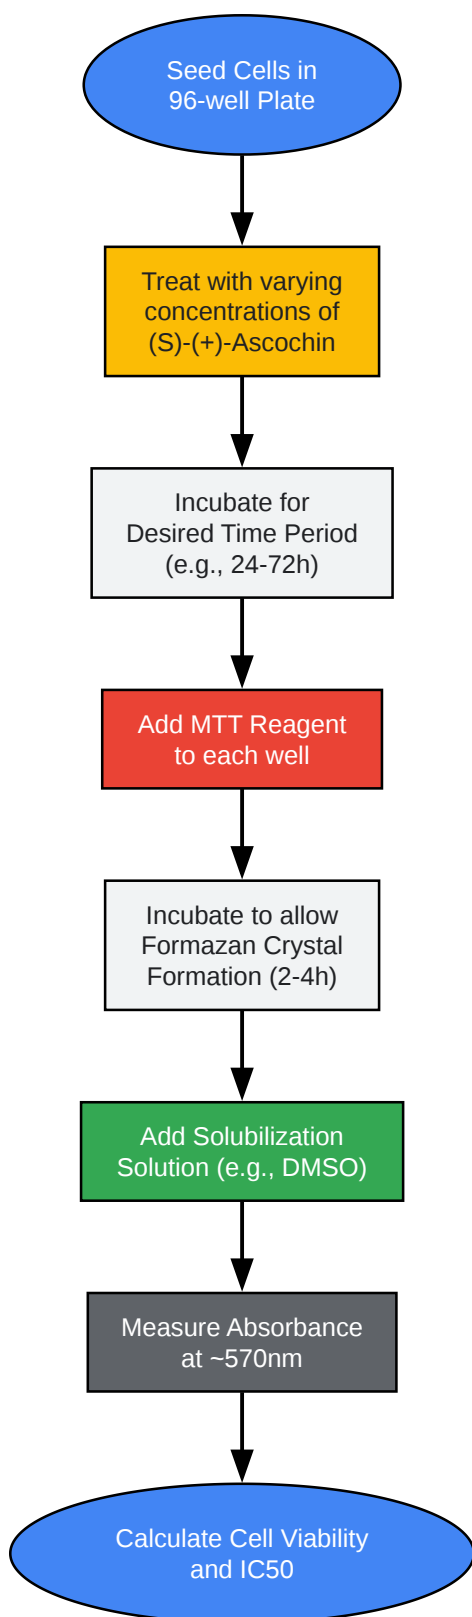 Seed Cells in
96-well Plate
Treat with varying
concentrations of
(S)-(+)-Ascochin
Incubate for
Desired Time Period
(e.g., 24-72h)
Add MTT Reagent
to each well
Incubate to allow
Formazan Crystal
Formation (2-4h)
Add Solubilization
Solution (e.g., DMSO)
Measure Absorbance
at ~570nm
Calculate Cell Viability
and IC50